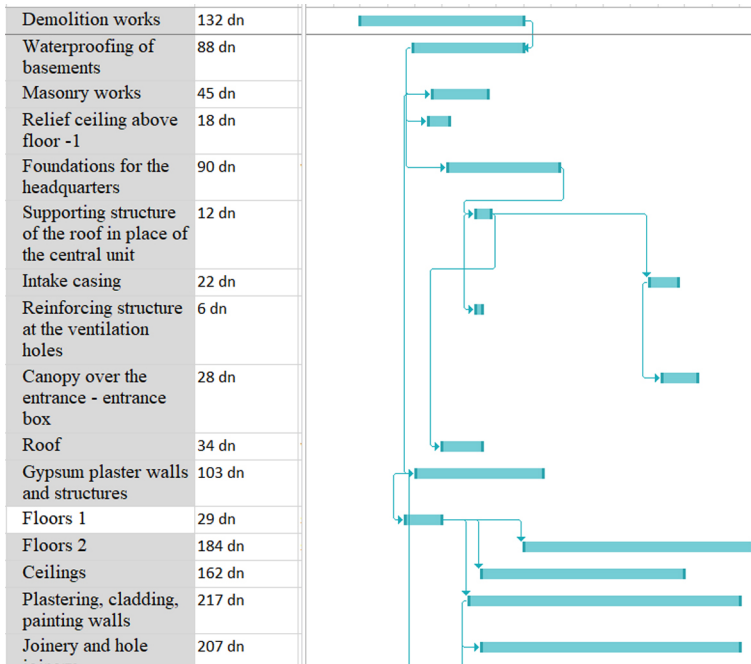 Demolition works 132 dn
Waterproofing of 88 dn
basements
Masonry works 45 dn
Relief ceiling above 18 dn
floor -1
Foundations for the 90 dn
headquarters
Supporting structure 12 dn
of the roof in place of
the central unit
Intake casing 22 dn
Reinforcing structure 6 dn
at the ventilation
holes
Canopy over the 28 dn
entrance - entrance
box
Roof 34 dn
Gypsum plaster walls 103 dn
and structures
Floors 1 29 dn
Floors 2 184 dn
Ceilings 162 dn
Plastering, cladding, 217 dn
painting walls
Joinery and hole 207 dn